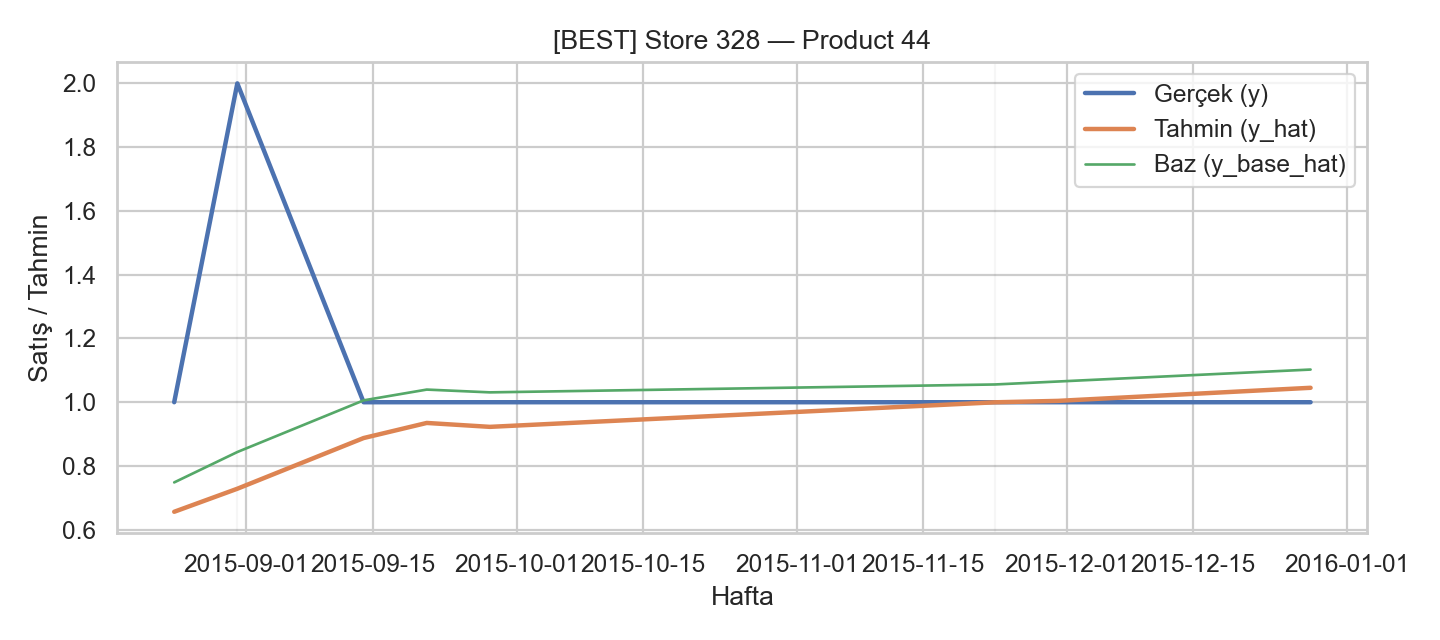 [BEST] Store 328 — Product 44
Gerçek (y)
Tahmin (y_hat)
Baz (y_base_hat)
Satış / Tahmin
2.0
1.8
1.6
1.4
1.2
1.0
0.8
0.6
2015-09-01 2015-09-15 2015-10-01 2015-10-15 2015-11-01 2015-11-15 2015-12-01 2015-12-15 2016-01-01
Hafta